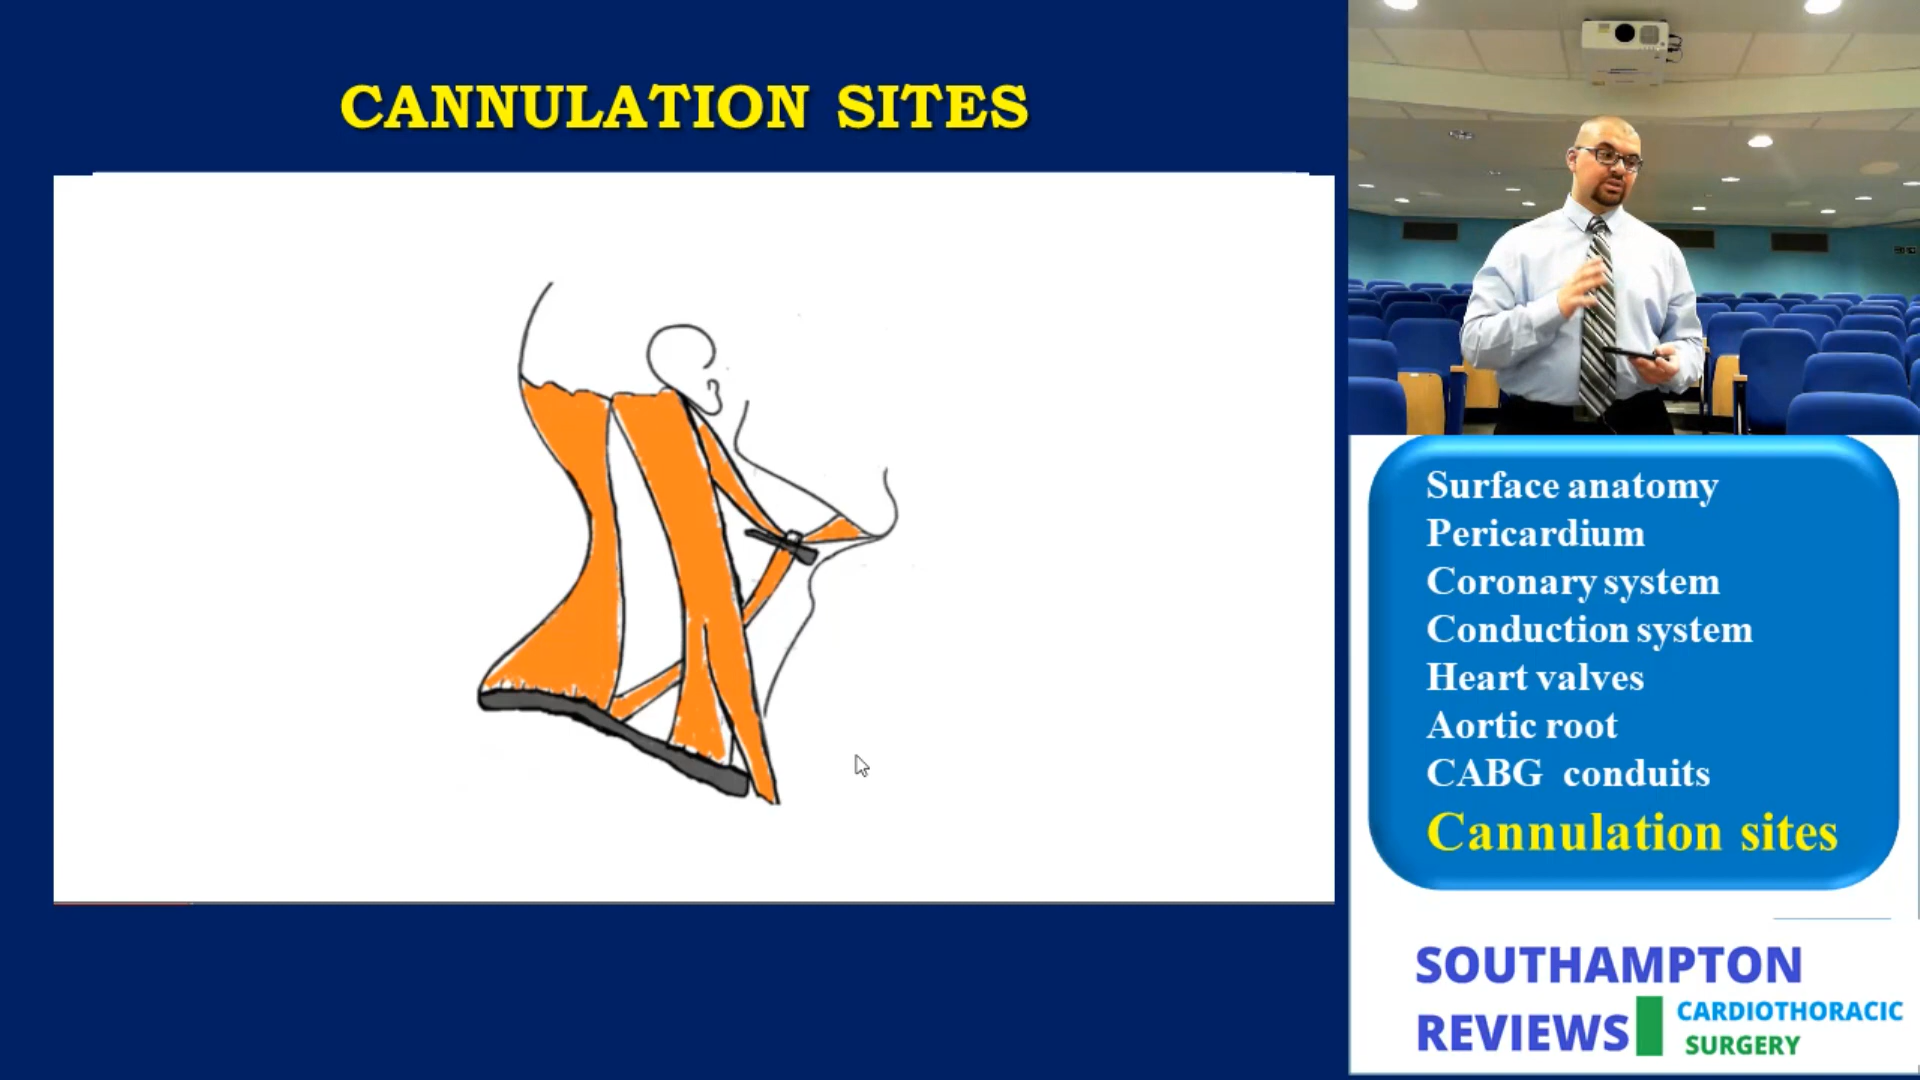 CANNULATION SITES
Surface anatomy
Pericardium
Coronary system
Conduction system
Heart valves
Aortic root
CABG conduits
Cannulation sites
SOUTHAMPTON
REVIEWS
CARDIOTHORACIC
SURGERY